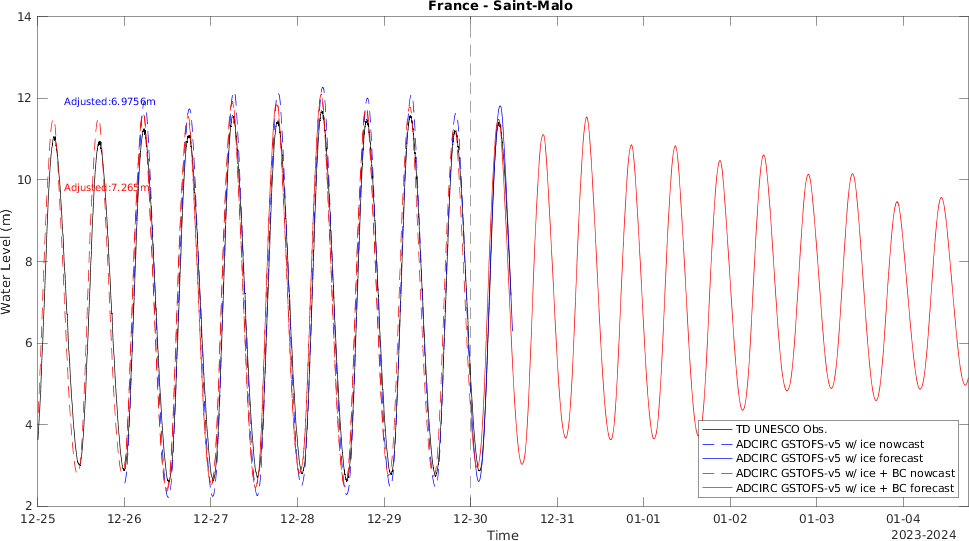 France - Saint-Malo
14
12
10
8
6
4
2
Water Level (m)
Adjusted:6.9756m
Adjusted:7.265m
TD UNESCO Obs.
ADCIRC GSTOFS-v5 w/ ice nowcast
ADCIRC GSTOFS-v5 w/ ice forecast
ADCIRC GSTOFS-v5 w/ ice + BC nowcast
ADCIRC GSTOFS-v5 w/ ice + BC forecast
12-25 12-26 12-27 12-28 12-29 12-30 12-31 01-01 01-02 01-03 01-04
Time
2023-2024